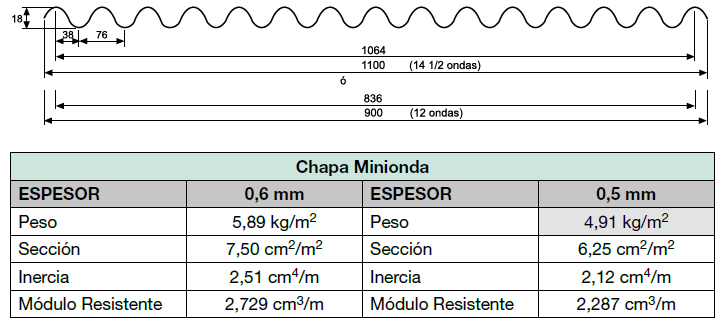 18
38
76
1064
1100 (14 1/2 ondas)
ó
836
900 (12 ondas)
Chapa Minionda
ESPESOR 0,6 mm ESPESOR 0,5 mm
Peso 5,89 kg/m² Peso 4,91 kg/m²
Sección 7,50 cm²/m² Sección 6,25 cm²/m²
Inercia 2,51 cm⁴/m Inercia 2,12 cm⁴/m
Módulo Resistente 2,729 cm³/m Módulo Resistente 2,287 cm³/m